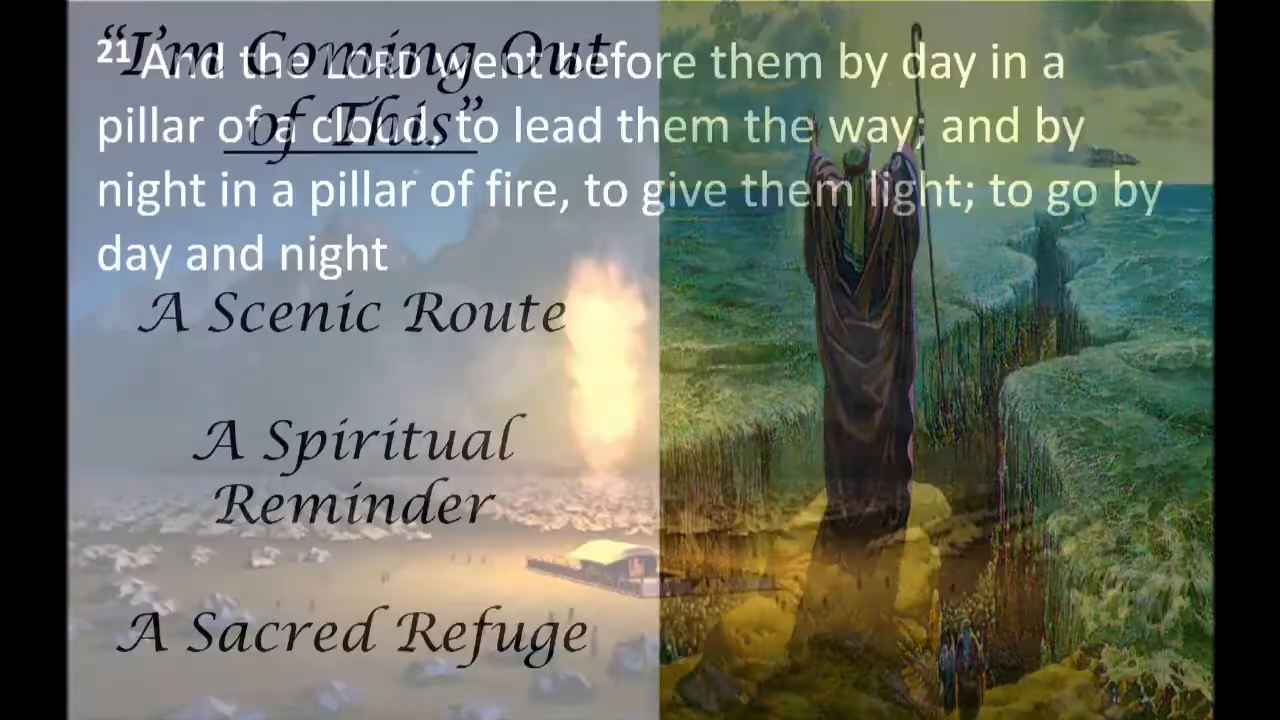 “I’m Coming Out
of This”
21 And the LORD went before them by day in a
pillar of a cloud, to lead them the way; and by
night in a pillar of fire, to give them light; to go by
day and night
A Scenic Route
A Spiritual
Reminder
A Sacred Refuge